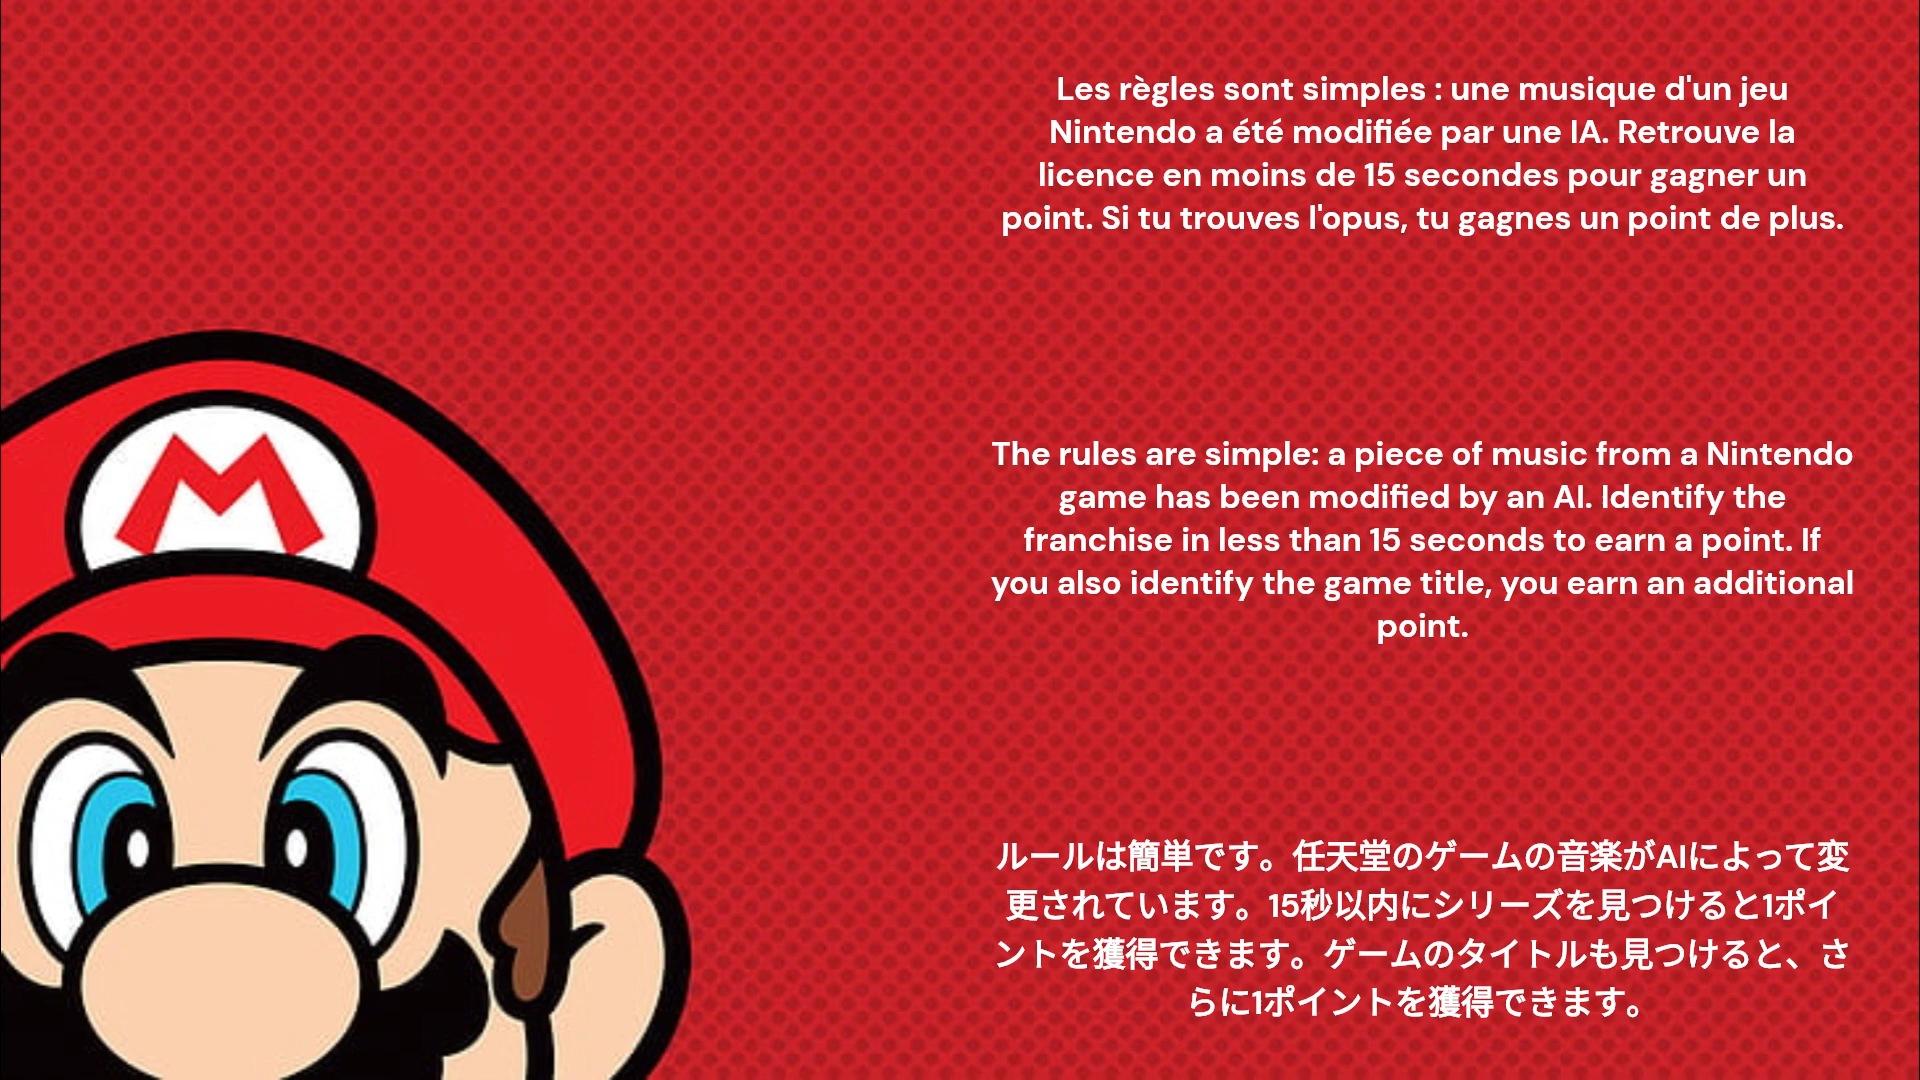 Les règles sont simples : une musique d'un jeu
Nintendo a été modifiée par une IA. Retrouve la
licence en moins de 15 secondes pour gagner un
point. Si tu trouves l'opus, tu gagnes un point de plus.
The rules are simple: a piece of music from a Nintendo
game has been modified by an AI. Identify the
franchise in less than 15 seconds to earn a point. If
you also identify the game title, you earn an additional
point.
ルールは簡単です。任天堂のゲームの音楽がAIによって変
更されています。15秒以内にシリーズを見つけると1ポイ
ントを獲得できます。ゲームのタイトルも見つけると、さ
らに1ポイントを獲得できます。
M